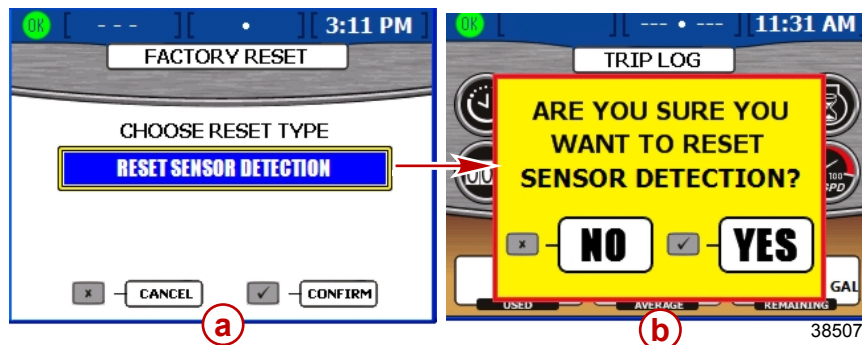 OK [ - - - ][ • ][ 3:11 PM ]
FACTORY RESET
CHOOSE RESET TYPE
RESET SENSOR DETECTION
x - CANCEL ✓ - CONFIRM
a
OK [ ][ --- • --- ][ 11:31 AM
TRIP LOG
ARE YOU SURE YOU
WANT TO RESET
SENSOR DETECTION?
x - NO ✓ - YES
100
SPD
GAL
USED AVERAGE REMAINING
b
38507